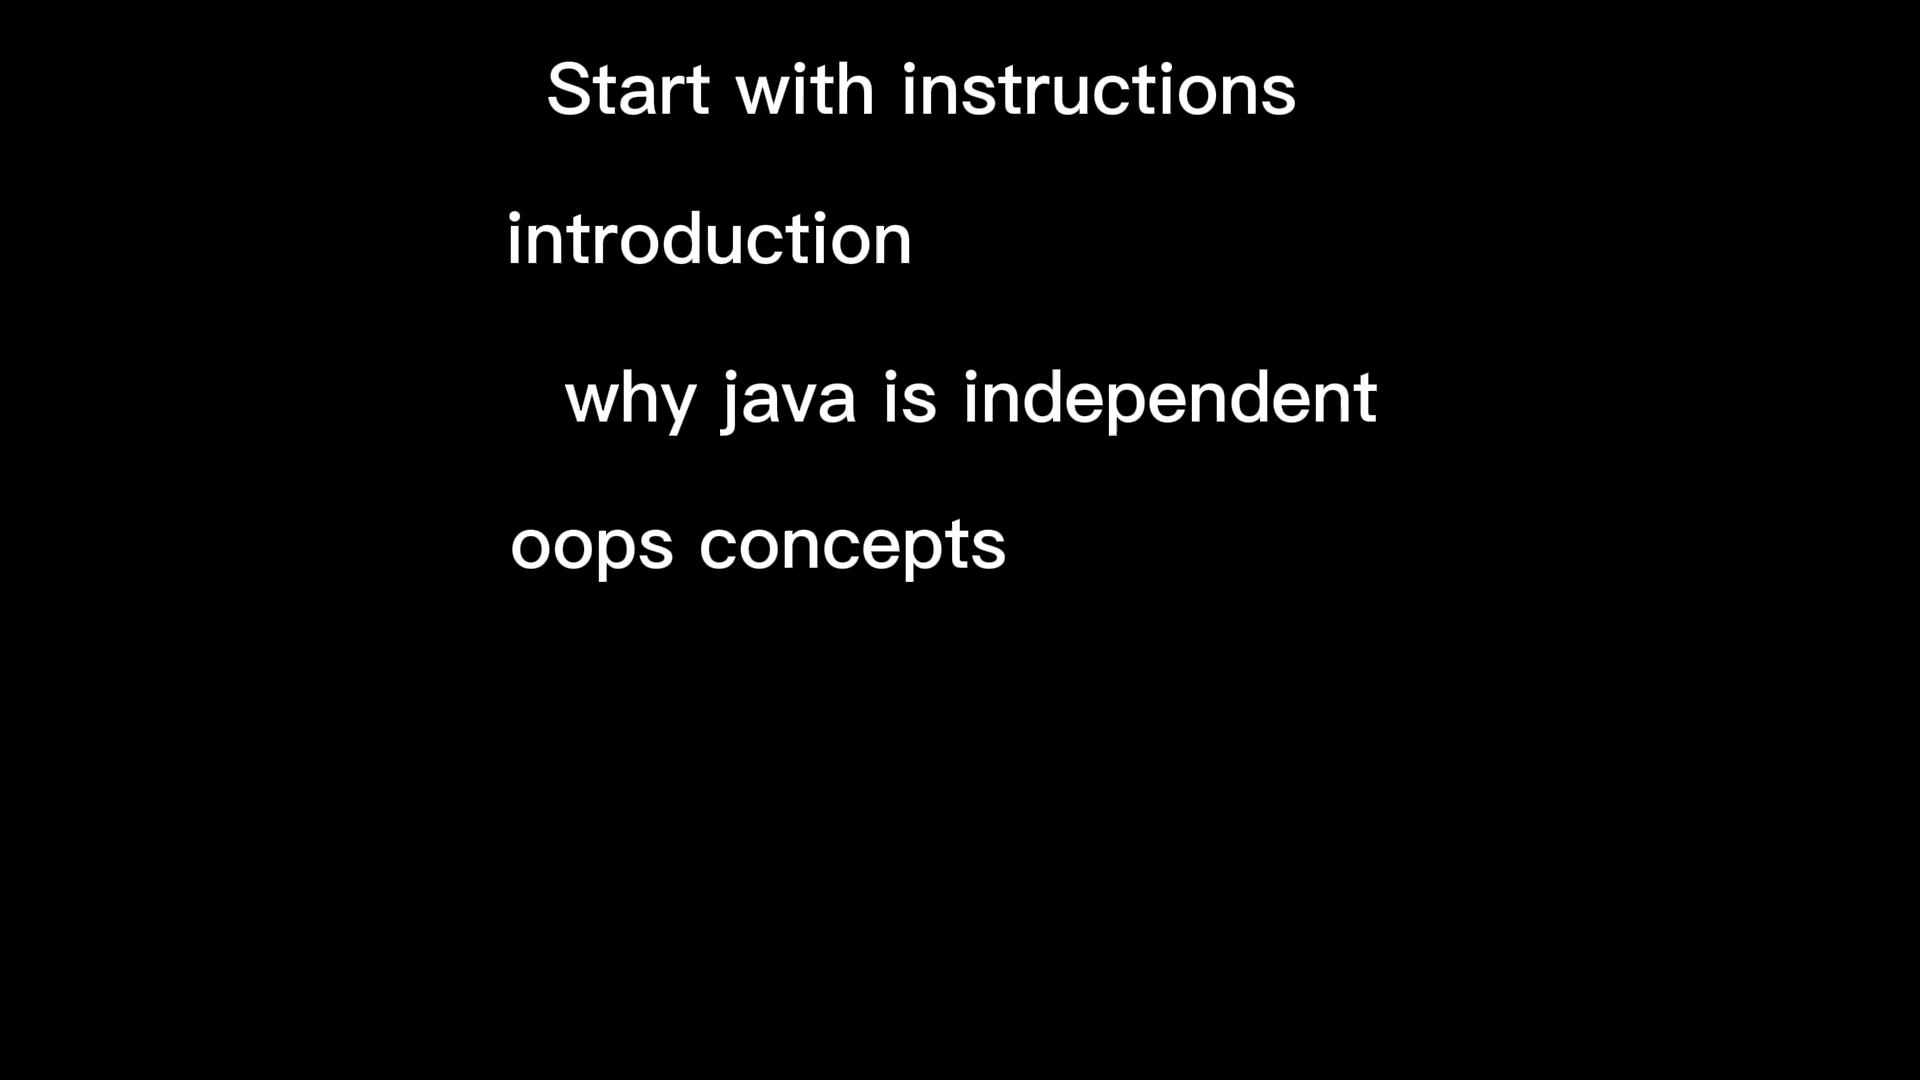 Start with instructions
introduction
why java is independent
oops concepts